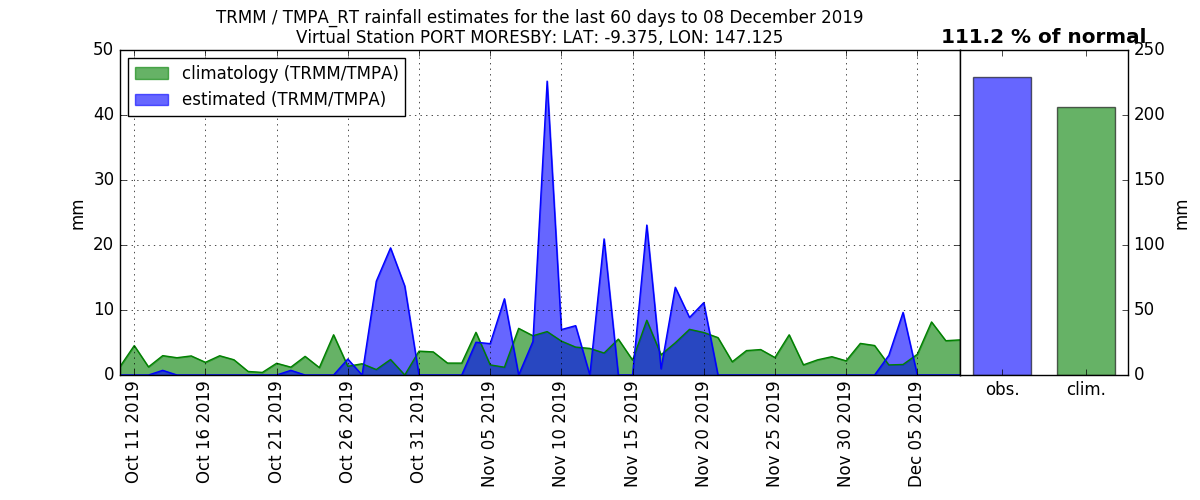 TRMM / TMPA_RT rainfall estimates for the last 60 days to 08 December 2019
Virtual Station PORT MORESBY: LAT: -9.375, LON: 147.125
111.2 % of normal
climatology (TRMM/TMPA)
estimated (TRMM/TMPA)
50
40
30
20
10
0
mm
Oct 11 2019
Oct 16 2019
Oct 21 2019
Oct 26 2019
Oct 31 2019
Nov 05 2019
Nov 10 2019
Nov 15 2019
Nov 20 2019
Nov 25 2019
Nov 30 2019
Dec 05 2019
obs.
clim.
250
200
150
100
50
0
mm